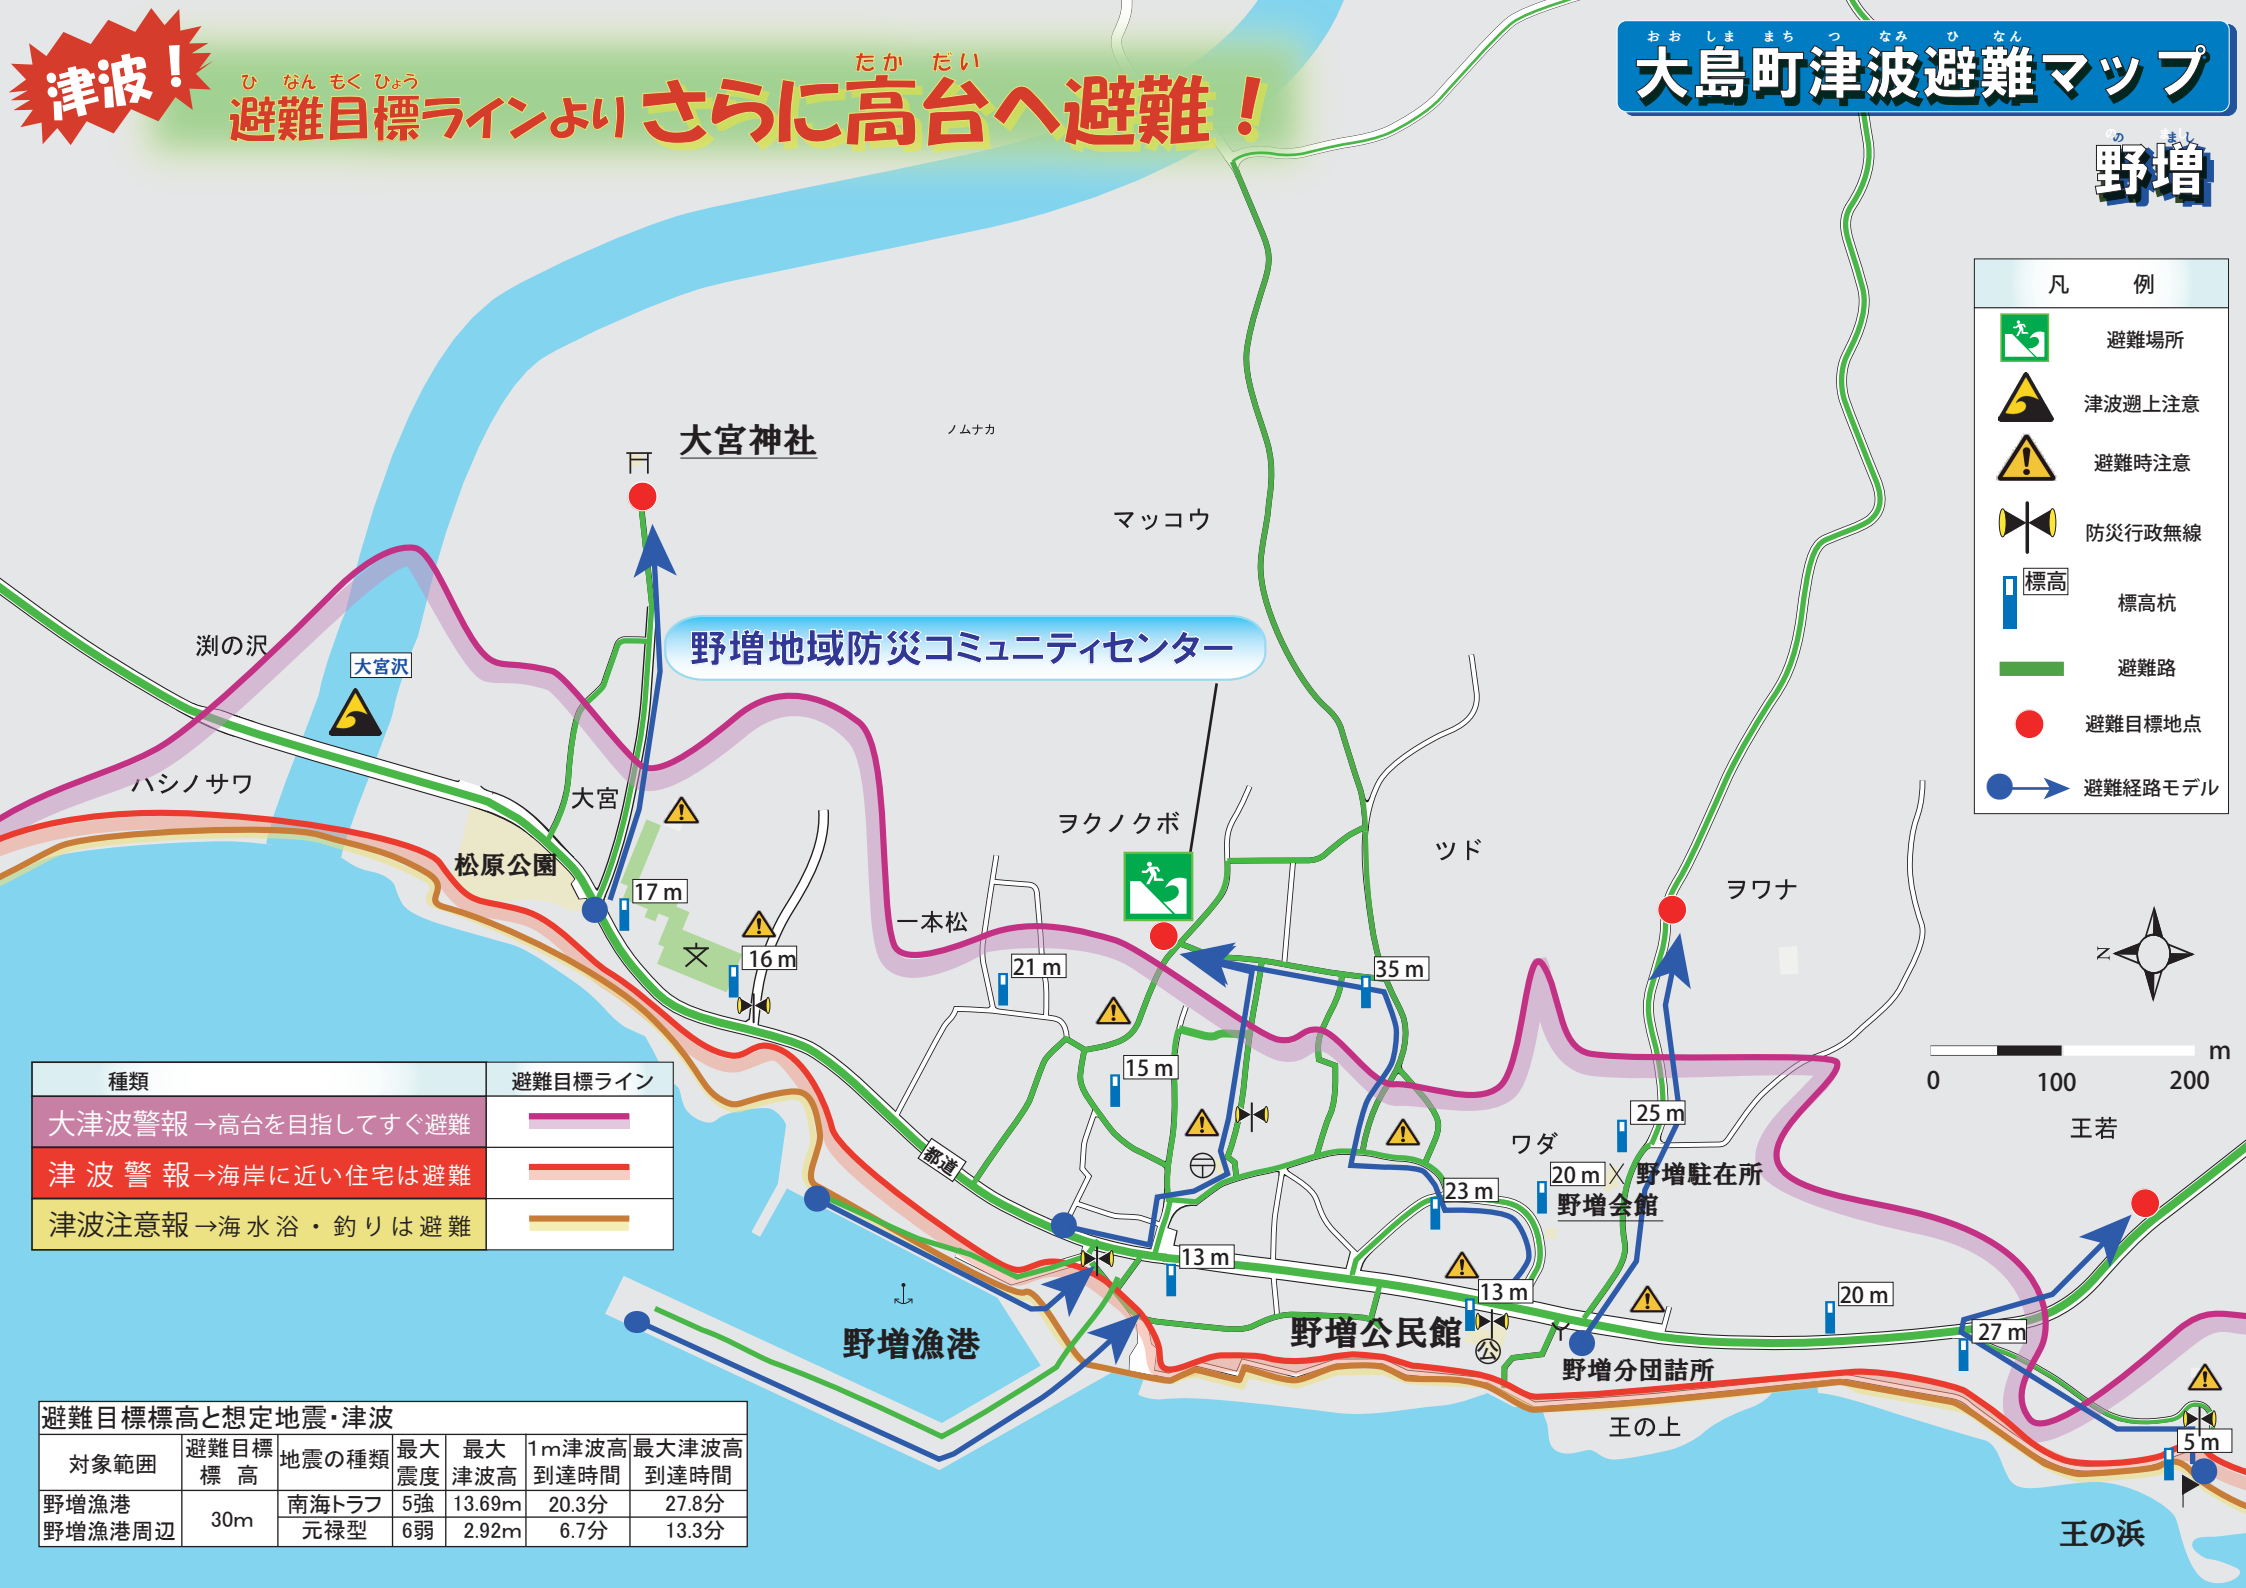 津波！
ひ なん もく ひょう
避難目標ラインより
たか だい
さらに高台へ避難！
おお しま まち つ なみ ひ なん
大島町津波避難マップ
の まし
野増
凡 例
避難場所
津波遡上注意
避難時注意
防災行政無線
標高
標高杭
避難路
避難目標地点
避難経路モデル
大宮神社
ノムナカ
マッコウ
渕の沢
大宮沢
野増地域防災コミュニティセンター
ハシノサワ
大宮
松原公園
17 m
文
16 m
一本松
21 m
ヲクノクボ
ツド
ヲワナ
35 m
15 m
N
m
0 100 200
王若
25 m
ワダ
20 m
野増駐在所
野増会館
23 m
都道
13 m
13 m
20 m
27 m
野増漁港
野増公民館
公
Y
野増分団詰所
王の上
5 m
王の浜
種類 避難目標ライン
大津波警報→高台を目指してすぐ避難
津波警報→海岸に近い住宅は避難
津波注意報→海水浴・釣りは避難
避難目標標高と想定地震・津波
対象範囲 避難目標標高 地震の種類 最大震度 最大津波高 1m津波高到達時間 最大津波高到達時間
野増漁港
野増漁港周辺
30m
南海トラフ 5強 13.69m 20.3分 27.8分
元禄型 6弱 2.92m 6.7分 13.3分